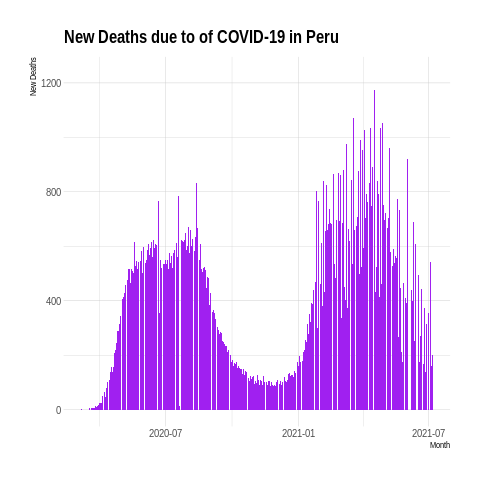 New Deaths due to of COVID-19 in Peru
New Deaths
1200
800
400
0
2020-07
2021-01
2021-07
Month